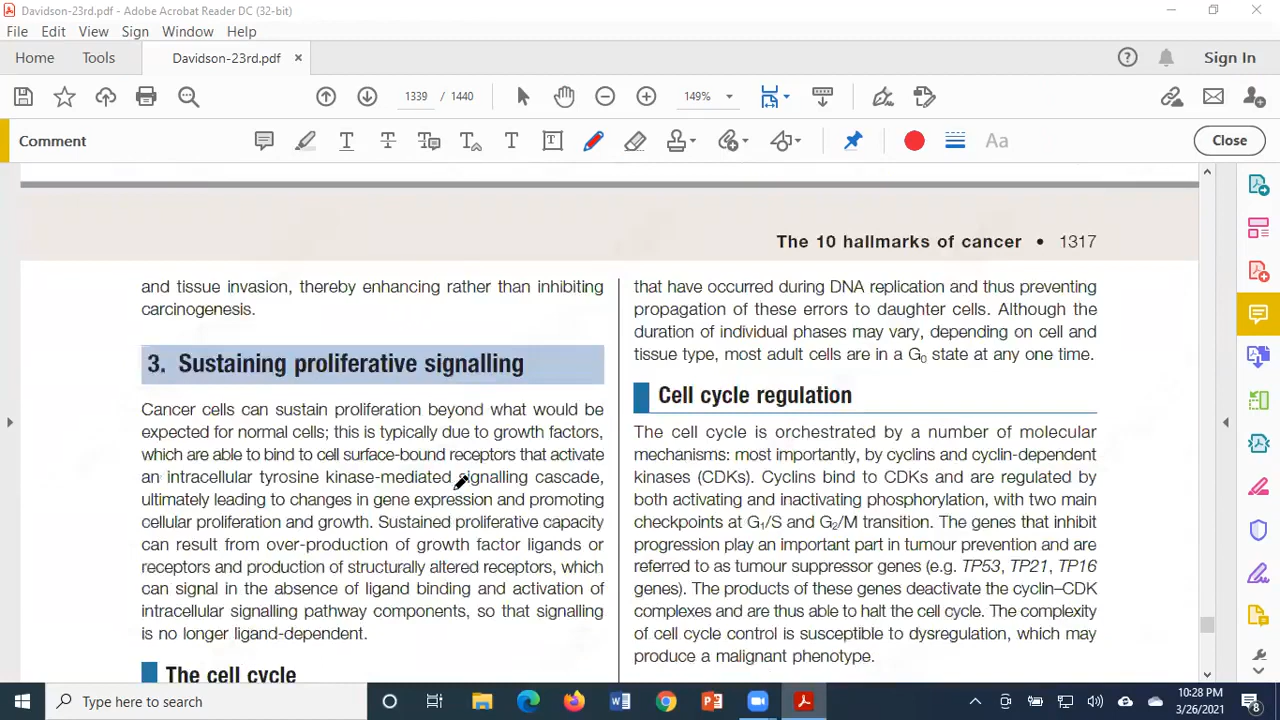 Davidson-23rd.pdf - Adobe Acrobat Reader DC (32-bit)
File Edit View Sign Window Help
Home Tools Davidson-23rd.pdf × Sign In
1339 / 1440 149%
Comment Aa Close
The 10 hallmarks of cancer • 1317
and tissue invasion, thereby enhancing rather than inhibiting
carcinogenesis.
3. Sustaining proliferative signalling
Cancer cells can sustain proliferation beyond what would be
expected for normal cells; this is typically due to growth factors,
which are able to bind to cell surface-bound receptors that activate
an intracellular tyrosine kinase-mediated signalling cascade,
ultimately leading to changes in gene expression and promoting
cellular proliferation and growth. Sustained proliferative capacity
can result from over-production of growth factor ligands or
receptors and production of structurally altered receptors, which
can signal in the absence of ligand binding and activation of
intracellular signalling pathway components, so that signalling
is no longer ligand-dependent.
The cell cycle
that have occurred during DNA replication and thus preventing
propagation of these errors to daughter cells. Although the
duration of individual phases may vary, depending on cell and
tissue type, most adult cells are in a G0 state at any one time.
Cell cycle regulation
The cell cycle is orchestrated by a number of molecular
mechanisms: most importantly, by cyclins and cyclin-dependent
kinases (CDKs). Cyclins bind to CDKs and are regulated by
both activating and inactivating phosphorylation, with two main
checkpoints at G1/S and G2/M transition. The genes that inhibit
progression play an important part in tumour prevention and are
referred to as tumour suppressor genes (e.g. TP53, TP21, TP16
genes). The products of these genes deactivate the cyclin–CDK
complexes and are thus able to halt the cell cycle. The complexity
of cell cycle control is susceptible to dysregulation, which may
produce a malignant phenotype.
Type here to search
10:28 PM
3/26/2021
8